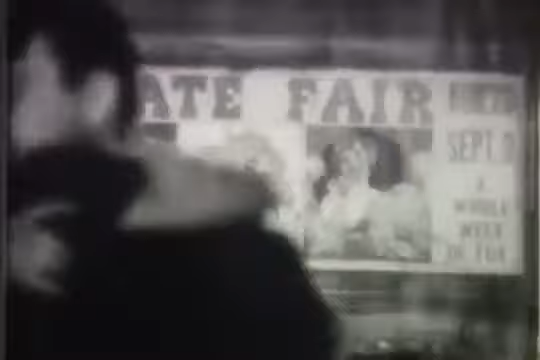 ATE FAIR
SEPT.
A
WHOLE
WEEK
OF FUN